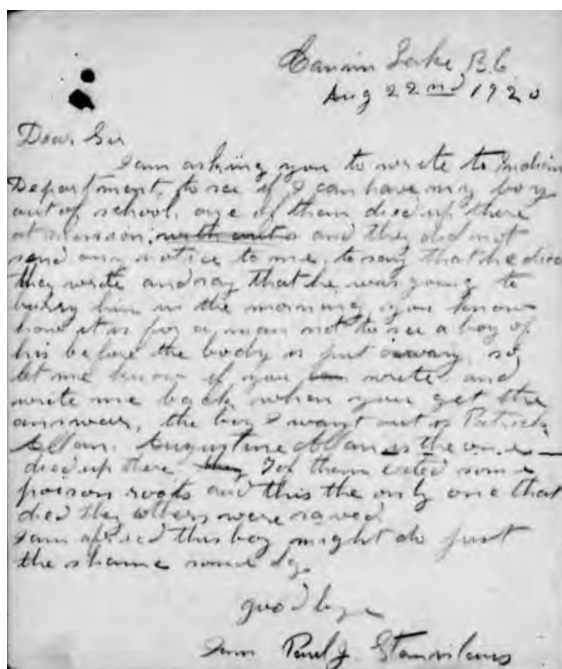 Canim Lake, B.C
Aug 22nd 1920
Dear Sir
I am asking you to write to Indian
Department, to see if I can have my boy
out of school, one of them died up there
at mission, and they did not
send any notice to me, to say that he died
they write and say that he was going to
burry him in the morning, you know
how it is for a man not to see a boy of
his before the body is put away, so
let me know if you write and
write me back when you get the
answear, the boy I want out is Patrick
Allan. Augustine Allan is the one
died up there. 7 of them eated some
poison roots and this the only one that
died the others were saved
I am afried this boy might do just
the shame some dy.
good bye
I am Paul J. Stanislaus